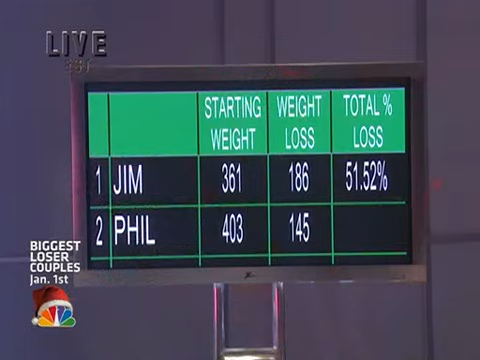 LIVE
EST
STARTING WEIGHT WEIGHT LOSS TOTAL % LOSS
1 JIM 361 186 51.52%
2 PHIL 403 145
BIGGEST
LOSER
COUPLES
Jan. 1st